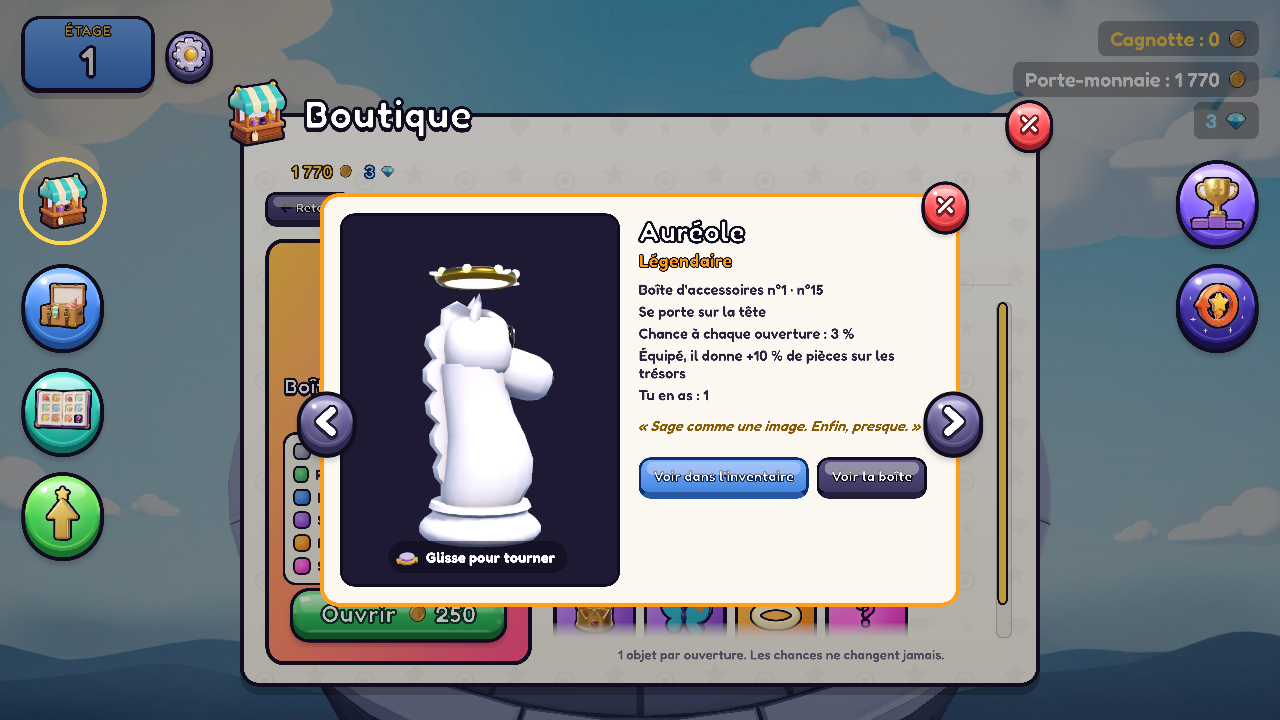 ÉTAGE
1
Cagnotte : 0
Porte-monnaie : 1 770
3
Boutique
1 770
3
Auréole
Légendaire
Boîte d'accessoires n°1 · n°15
Se porte sur la tête
Chance à chaque ouverture : 3 %
Équipé, il donne +10 % de pièces sur les
trésors
Tu en as : 1
« Sage comme une image. Enfin, presque. »
Voir dans l'inventaire
Voir la boîte
Glisse pour tourner
Ouvrir 250
?
1 objet par ouverture. Les chances ne changent jamais.